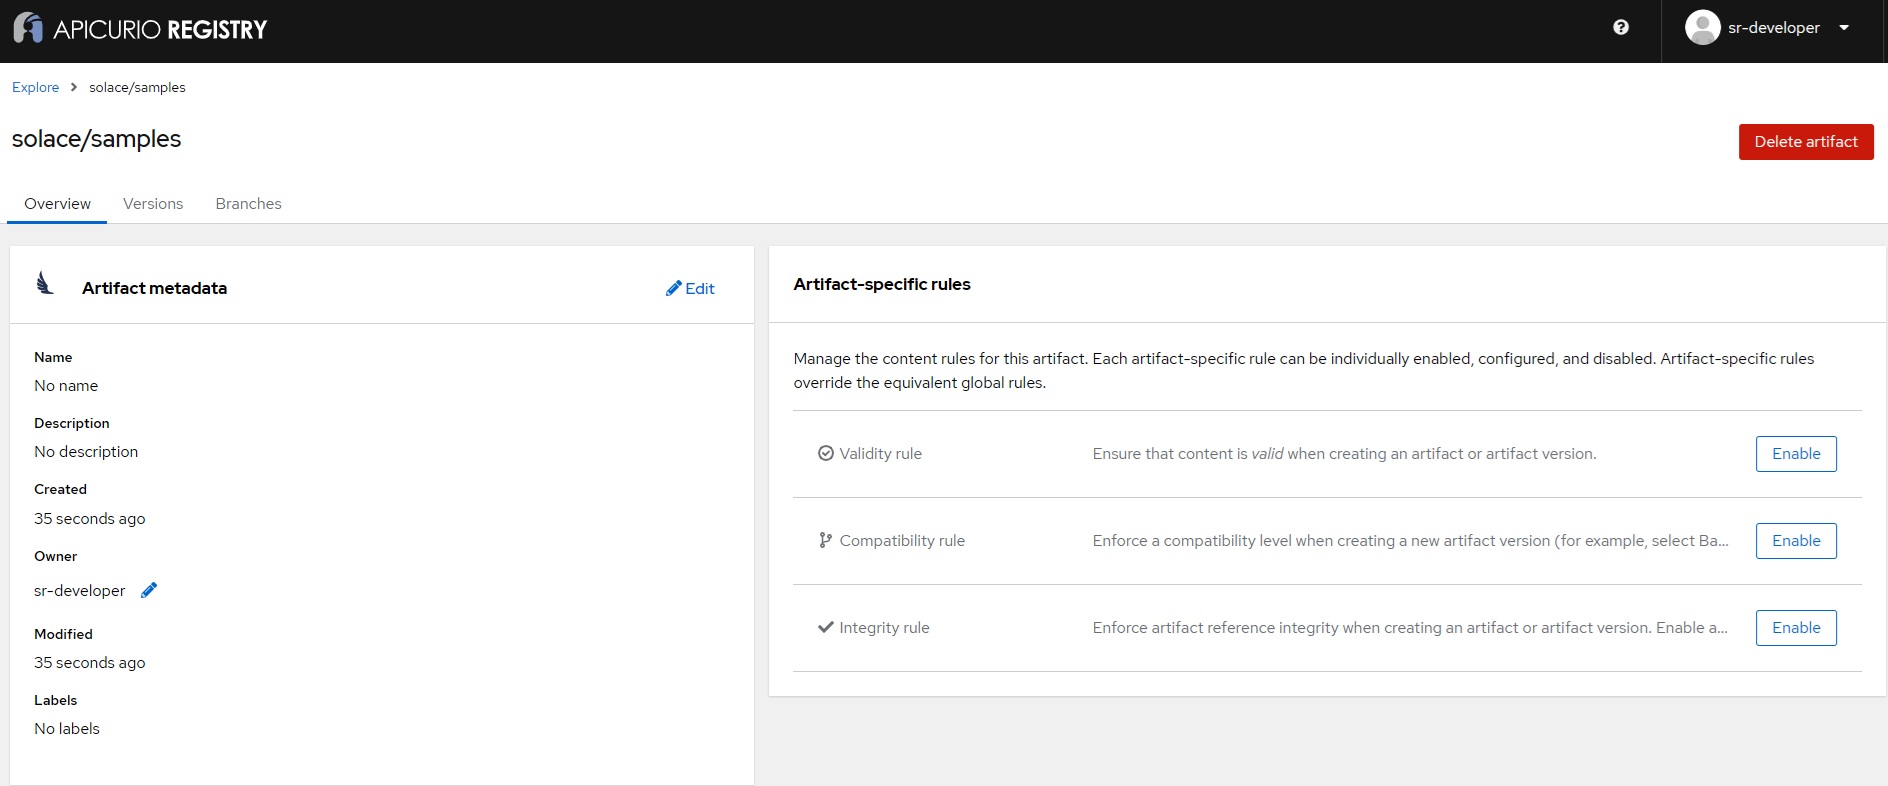 APICURIO REGISTRY
sr-developer
Explore
solace/samples
solace/samples
Delete artifact
Overview
Versions
Branches
Artifact metadata
Edit
Name
No name
Description
No description
Created
35 seconds ago
Owner
sr-developer
Modified
35 seconds ago
Labels
No labels
Artifact-specific rules
Manage the content rules for this artifact. Each artifact-specific rule can be individually enabled, configured, and disabled. Artifact-specific rules
override the equivalent global rules.
Validity rule
Ensure that content is valid when creating an artifact or artifact version.
Enable
Compatibility rule
Enforce a compatibility level when creating a new artifact version (for example, select Ba...
Enable
Integrity rule
Enforce artifact reference integrity when creating an artifact or artifact version. Enable a...
Enable